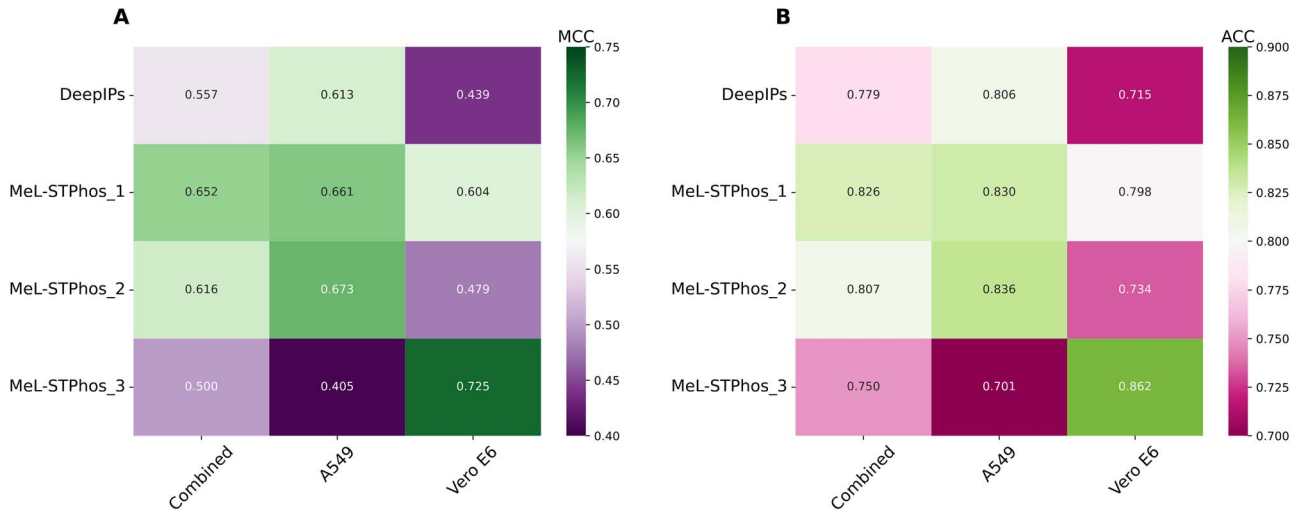 A
MCC
DeepIPs
0.557 0.613 0.439
MeL-STPhos_1
0.652 0.661 0.604
MeL-STPhos_2
0.616 0.673 0.479
MeL-STPhos_3
0.500 0.405 0.725
Combined
A549
Vero E6
0.75
0.70
0.65
0.60
0.55
0.50
0.45
0.40
B
ACC
DeepIPs
0.779 0.806 0.715
MeL-STPhos_1
0.826 0.830 0.798
MeL-STPhos_2
0.807 0.836 0.734
MeL-STPhos_3
0.750 0.701 0.862
Combined
A549
Vero E6
0.900
0.875
0.850
0.825
0.800
0.775
0.750
0.725
0.700